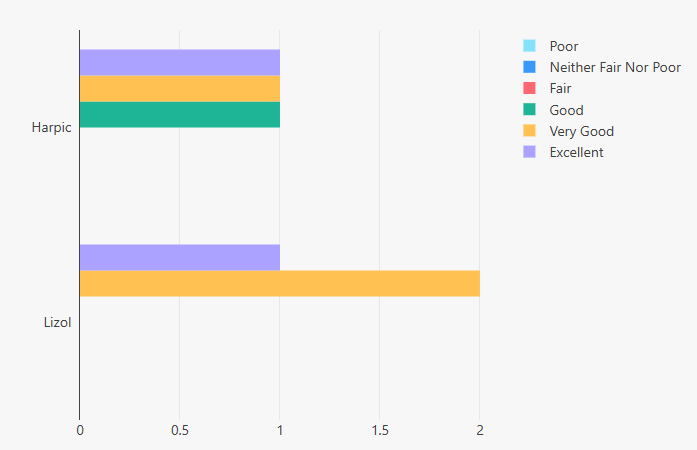 Poor
Neither Fair Nor Poor
Fair
Good
Very Good
Excellent
Harpic
Lizol
0 0.5 1 1.5 2